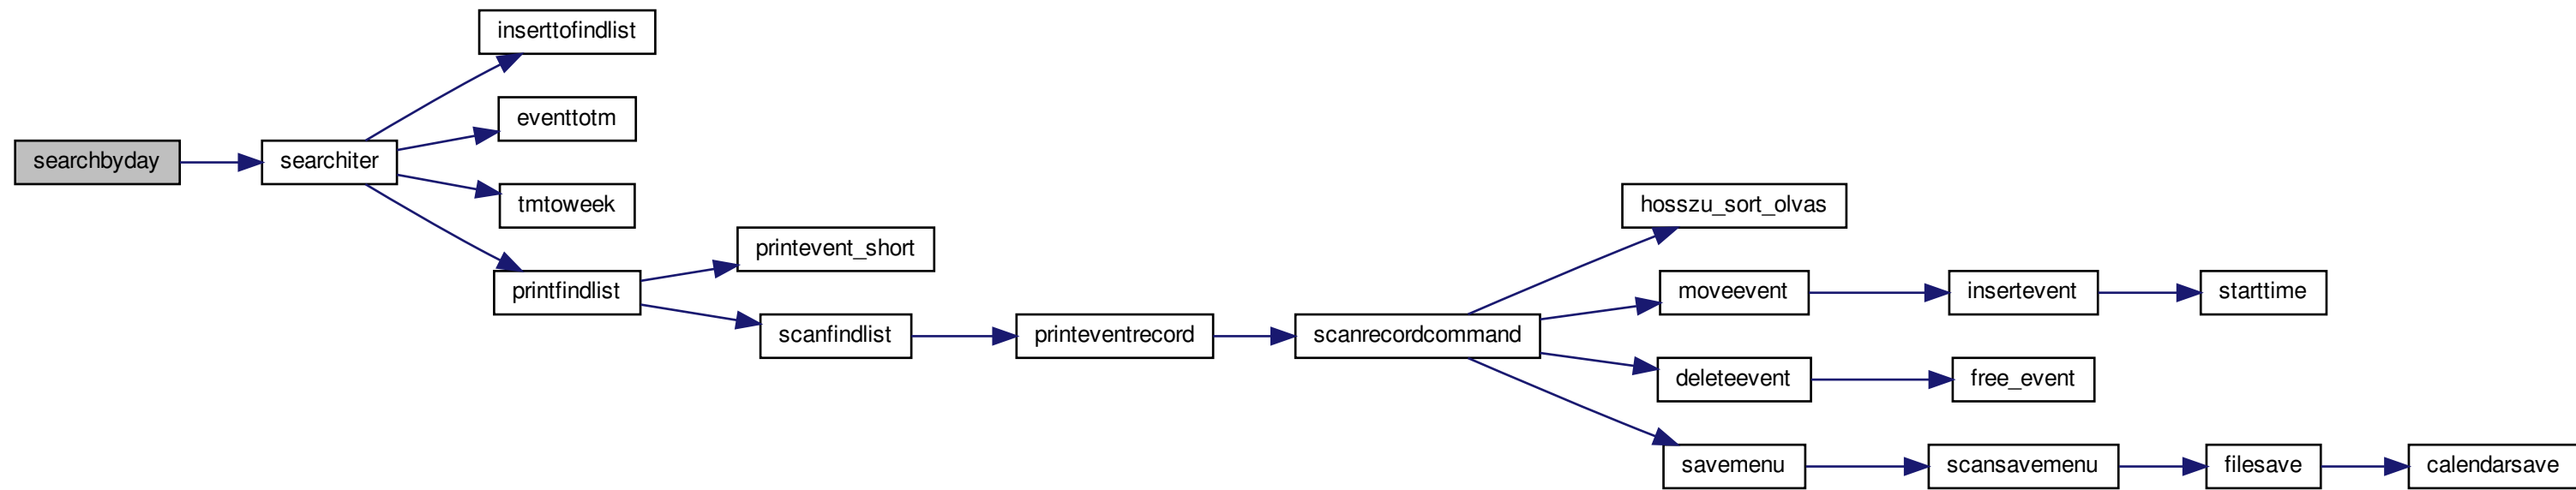 inserttofindlist
eventtotm
searchbyday
searchiter
tmtoweek
hosszu_sort_olvas
printevent_short
printfindlist
moveevent
insertevent
starttime
scanfindlist
printeventrecord
scanrecordcommand
deleteevent
free_event
savemenu
scansavemenu
filesave
calendarsave